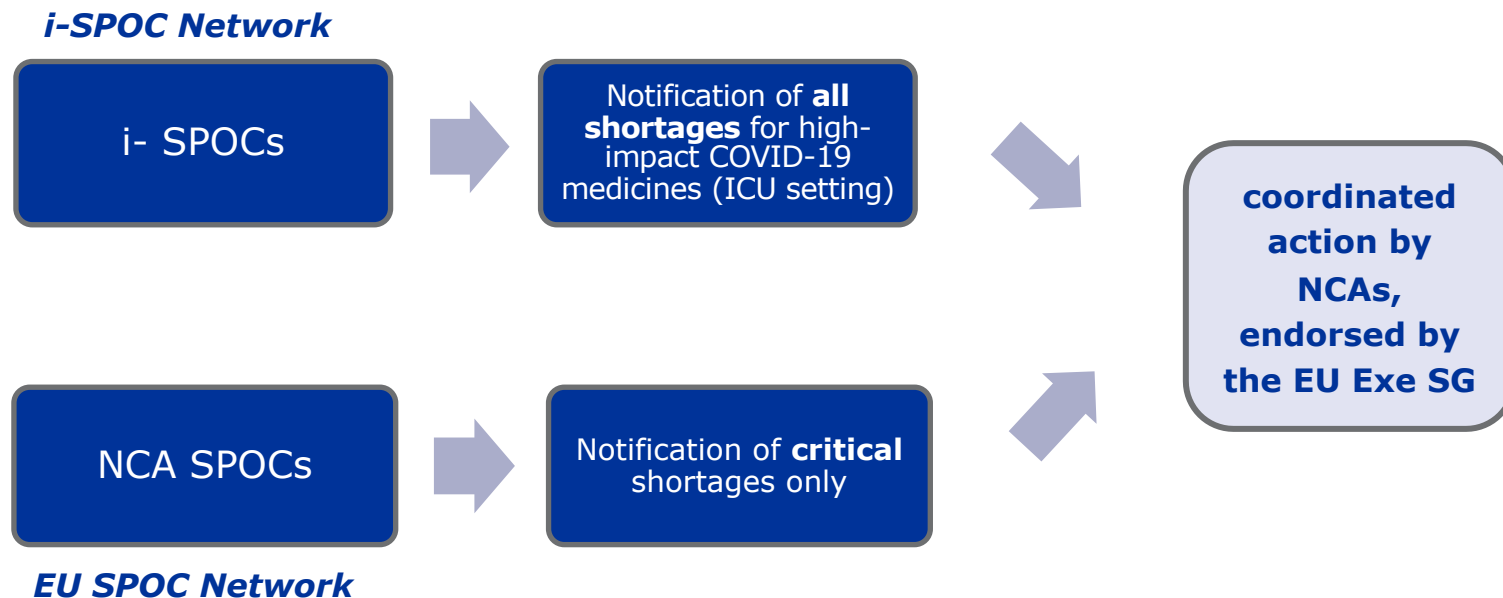 i-SPOC Network
i- SPOCs
Notification of all
shortages for high-
impact COVID-19
medicines (ICU setting)
NCA SPOCs
Notification of critical
shortages only
EU SPOC Network
coordinated
action by
NCAs,
endorsed by
the EU Exe SG